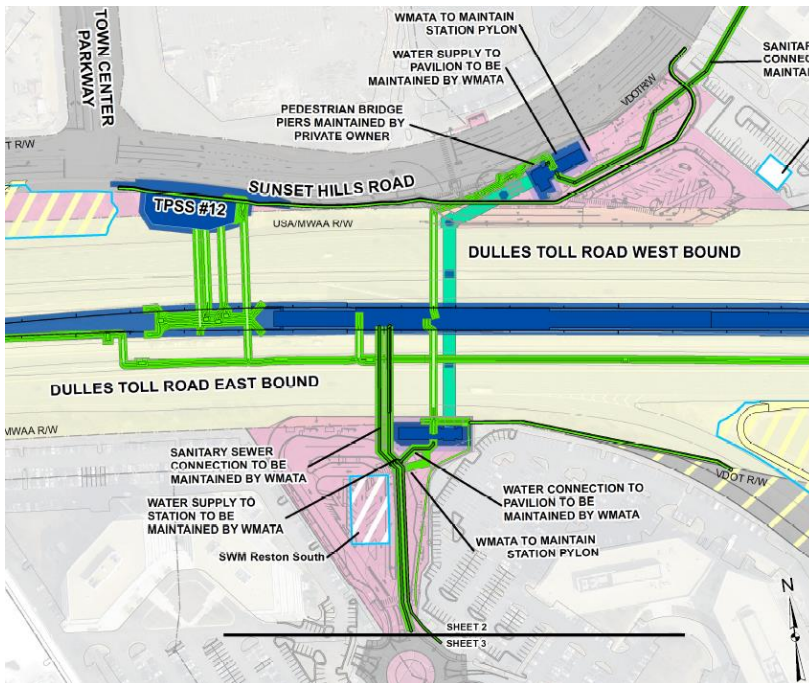 WMATA TO MAINTAIN
STATION PYLON
WATER SUPPLY TO
PAVILION TO BE
MAINTAINED BY WMATA
PEDESTRIAN BRIDGE
PIERS MAINTAINED BY
PRIVATE OWNER
SANITAR
CONNEC
MAINTAI
TOWN CENTER
PARKWAY
VDOTR/W
T R/W
SUNSET HILLS ROAD
TPSS #12
USA/MWAA R/W
DULLES TOLL ROAD WEST BOUND
DULLES TOLL ROAD EAST BOUND
MWAA R/W
SANITARY SEWER
CONNECTION TO BE
MAINTAINED BY WMATA
WATER SUPPLY TO
STATION TO BE
MAINTAINED BY WMATA
SWM Reston South
VDOT R/W
WATER CONNECTION TO
PAVILION TO BE
MAINTAINED BY WMATA
WMATA TO MAINTAIN
STATION PYLON
N
SHEET 2
SHEET 3